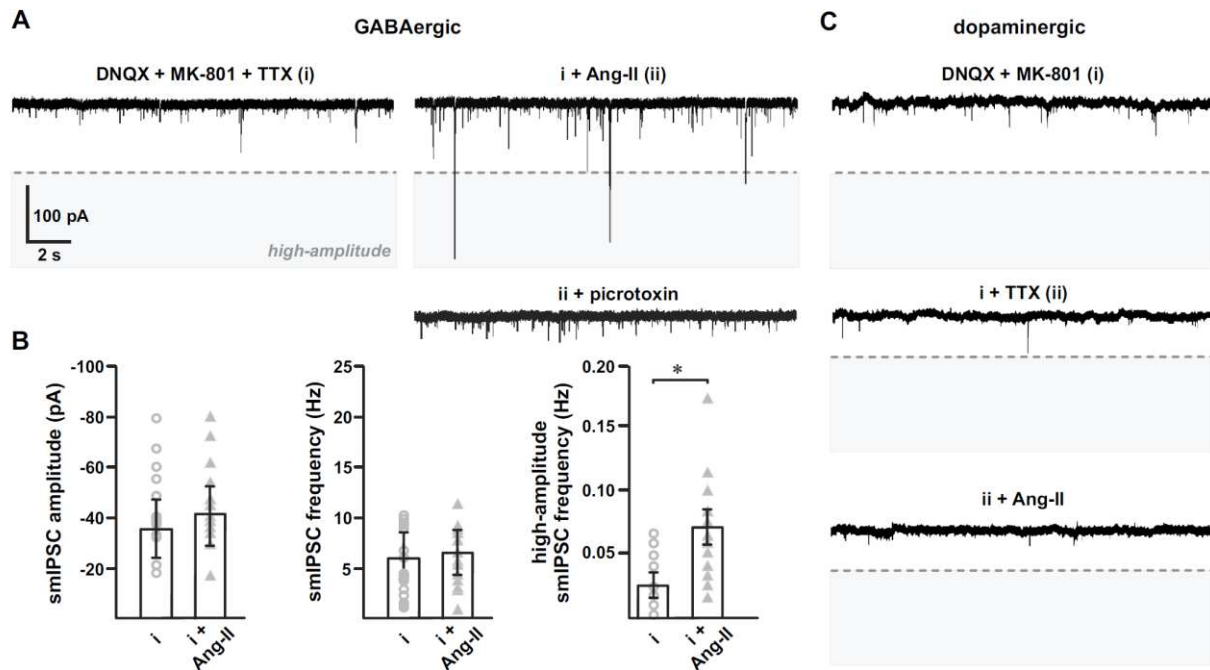 A
GABAergic
C
dopaminergic
DNQX + MK-801 + TTX (i)
i + Ang-II (ii)
DNQX + MK-801 (i)
100 pA
2 s
high-amplitude
ii + picrotoxin
i + TTX (ii)
B
smIPSC amplitude (pA)
-100
-80
-60
-40
-20
i
i +
Ang-II
smIPSC frequency (Hz)
25
20
15
10
5
i
i +
Ang-II
high-amplitude
smIPSC frequency (Hz)
0.20
0.15
0.10
0.05
*
i
i +
Ang-II
ii + Ang-II